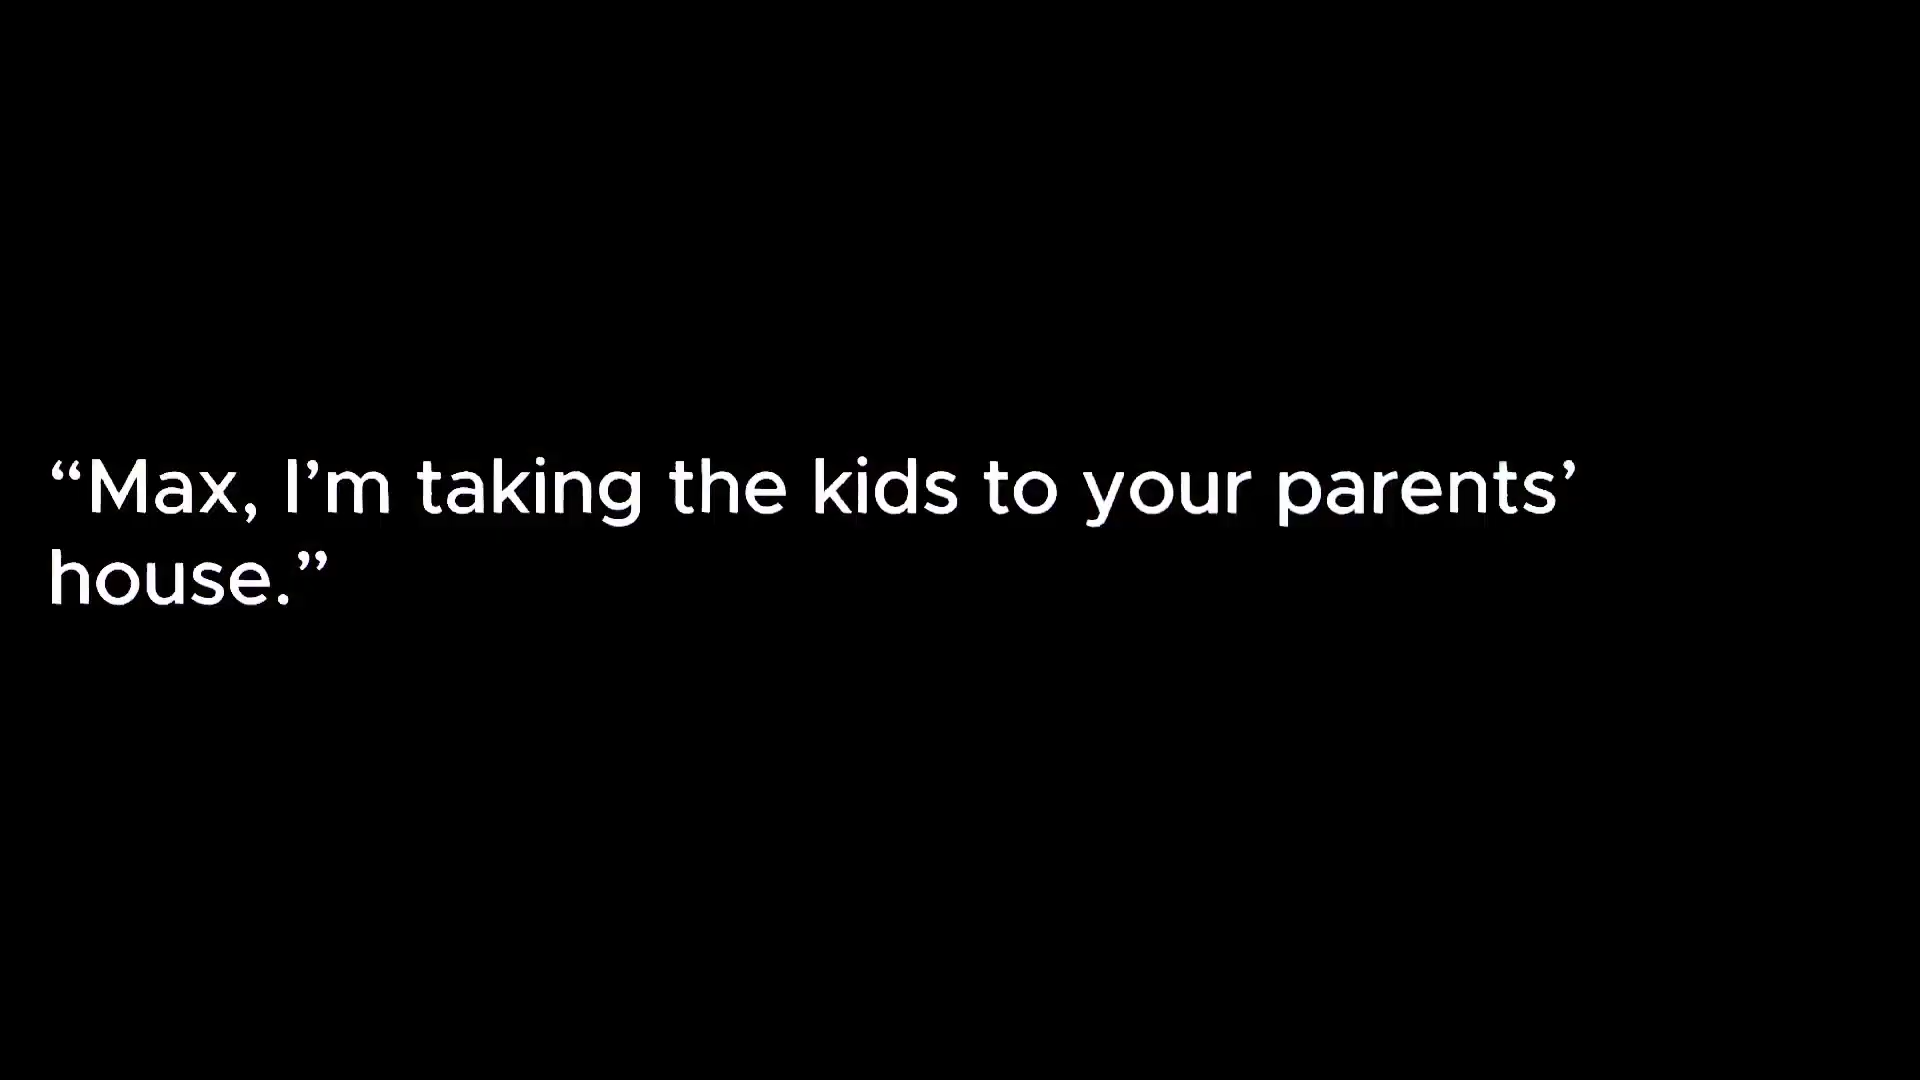 “Max, I’m taking the kids to your parents’
house.”